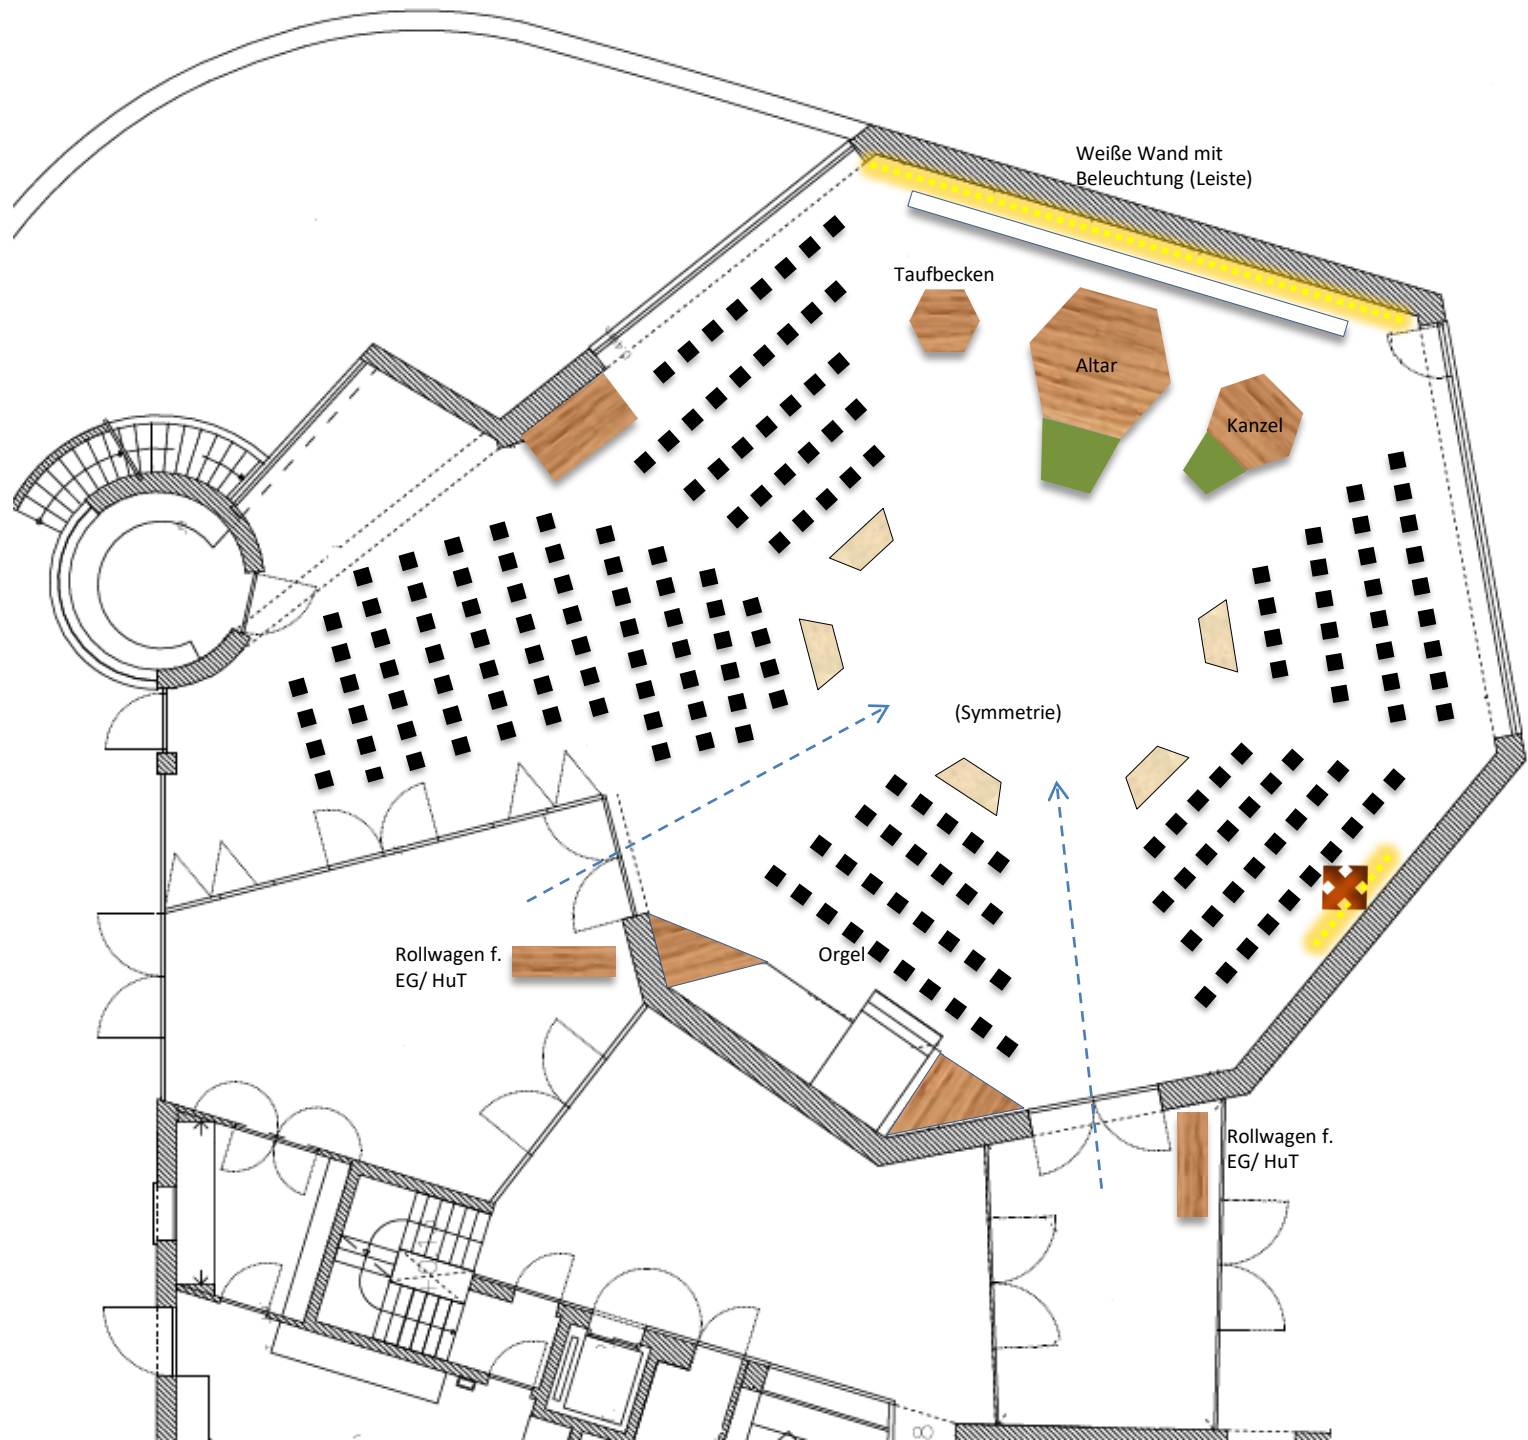 Weiße Wand mit
Beleuchtung (Leiste)
Taufbecken
Altar
Kanzel
(Symmetrie)
Orgel
Rollwagen f.
EG/ HuT
Rollwagen f.
EG/ HuT